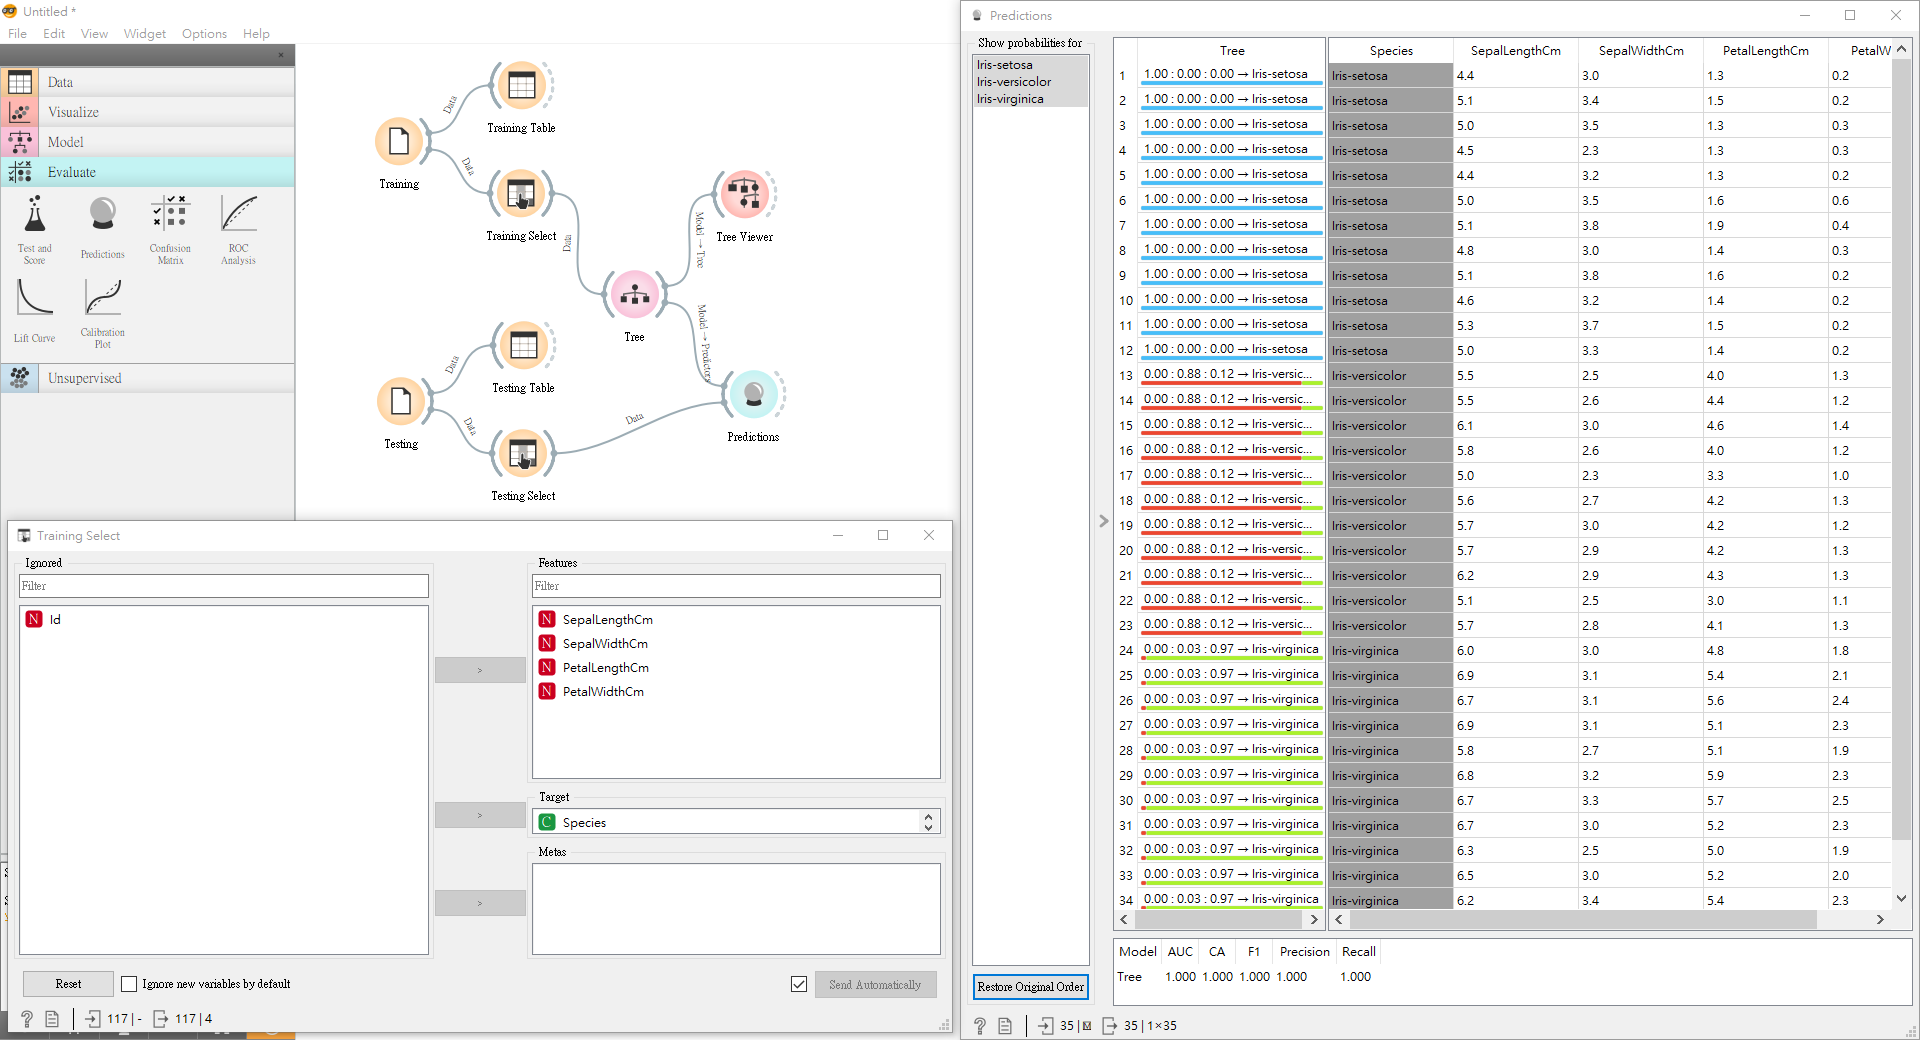 Untitled *
File Edit View Widget Options Help
Data
Visualize
Model
Evaluate
Test and Score
Predictions
Confusion Matrix
ROC Analysis
Lift Curve
Calibration Plot
Unsupervised
Data
Training Table
Training
Data
Training Select
Data
Model → Tree
Tree Viewer
Tree
Model → Predictors
Data
Testing Table
Testing
Data
Testing Select
Data
Predictions
Training Select
Ignored
Filter
N Id
>
>
>
Features
Filter
N SepalLengthCm
N SepalWidthCm
N PetalLengthCm
N PetalWidthCm
Target
C Species
Metas
Reset
Ignore new variables by default
Send Automatically
? 117 | - 117 | 4
Predictions
Show probabilities for
Iris-setosa
Iris-versicolor
Iris-virginica
Restore Original Order
Tree Species SepalLengthCm SepalWidthCm PetalLengthCm PetalW
1 1.00 : 0.00 : 0.00 → Iris-setosa Iris-setosa 4.4 3.0 1.3 0.2
2 1.00 : 0.00 : 0.00 → Iris-setosa Iris-setosa 5.1 3.4 1.5 0.2
3 1.00 : 0.00 : 0.00 → Iris-setosa Iris-setosa 5.0 3.5 1.3 0.3
4 1.00 : 0.00 : 0.00 → Iris-setosa Iris-setosa 4.5 2.3 1.3 0.3
5 1.00 : 0.00 : 0.00 → Iris-setosa Iris-setosa 4.4 3.2 1.3 0.2
6 1.00 : 0.00 : 0.00 → Iris-setosa Iris-setosa 5.0 3.5 1.6 0.6
7 1.00 : 0.00 : 0.00 → Iris-setosa Iris-setosa 5.1 3.8 1.9 0.4
8 1.00 : 0.00 : 0.00 → Iris-setosa Iris-setosa 4.8 3.0 1.4 0.3
9 1.00 : 0.00 : 0.00 → Iris-setosa Iris-setosa 5.1 3.8 1.6 0.2
10 1.00 : 0.00 : 0.00 → Iris-setosa Iris-setosa 4.6 3.2 1.4 0.2
11 1.00 : 0.00 : 0.00 → Iris-setosa Iris-setosa 5.3 3.7 1.5 0.2
12 1.00 : 0.00 : 0.00 → Iris-setosa Iris-setosa 5.0 3.3 1.4 0.2
13 0.00 : 0.88 : 0.12 → Iris-versic... Iris-versicolor 5.5 2.5 4.0 1.3
14 0.00 : 0.88 : 0.12 → Iris-versic... Iris-versicolor 5.5 2.6 4.4 1.2
15 0.00 : 0.88 : 0.12 → Iris-versic... Iris-versicolor 6.1 3.0 4.6 1.4
16 0.00 : 0.88 : 0.12 → Iris-versic... Iris-versicolor 5.8 2.6 4.0 1.2
17 0.00 : 0.88 : 0.12 → Iris-versic... Iris-versicolor 5.0 2.3 3.3 1.0
18 0.00 : 0.88 : 0.12 → Iris-versic... Iris-versicolor 5.6 2.7 4.2 1.3
19 0.00 : 0.88 : 0.12 → Iris-versic... Iris-versicolor 5.7 3.0 4.2 1.2
20 0.00 : 0.88 : 0.12 → Iris-versic... Iris-versicolor 5.7 2.9 4.2 1.3
21 0.00 : 0.88 : 0.12 → Iris-versic... Iris-versicolor 6.2 2.9 4.3 1.3
22 0.00 : 0.88 : 0.12 → Iris-versic... Iris-versicolor 5.1 2.5 3.0 1.1
23 0.00 : 0.88 : 0.12 → Iris-versic... Iris-versicolor 5.7 2.8 4.1 1.3
24 0.00 : 0.03 : 0.97 → Iris-virginica Iris-virginica 6.0 3.0 4.8 1.8
25 0.00 : 0.03 : 0.97 → Iris-virginica Iris-virginica 6.9 3.1 5.4 2.1
26 0.00 : 0.03 : 0.97 → Iris-virginica Iris-virginica 6.7 3.1 5.6 2.4
27 0.00 : 0.03 : 0.97 → Iris-virginica Iris-virginica 6.9 3.1 5.1 2.3
28 0.00 : 0.03 : 0.97 → Iris-virginica Iris-virginica 5.8 2.7 5.1 1.9
29 0.00 : 0.03 : 0.97 → Iris-virginica Iris-virginica 6.8 3.2 5.9 2.3
30 0.00 : 0.03 : 0.97 → Iris-virginica Iris-virginica 6.7 3.3 5.7 2.5
31 0.00 : 0.03 : 0.97 → Iris-virginica Iris-virginica 6.7 3.0 5.2 2.3
32 0.00 : 0.03 : 0.97 → Iris-virginica Iris-virginica 6.3 2.5 5.0 1.9
33 0.00 : 0.03 : 0.97 → Iris-virginica Iris-virginica 6.5 3.0 5.2 2.0
34 0.00 : 0.03 : 0.97 → Iris-virginica Iris-virginica 6.2 3.4 5.4 2.3
Model AUC CA F1 Precision Recall
Tree 1.000 1.000 1.000 1.000 1.000
? 35 | 35 | 1×35